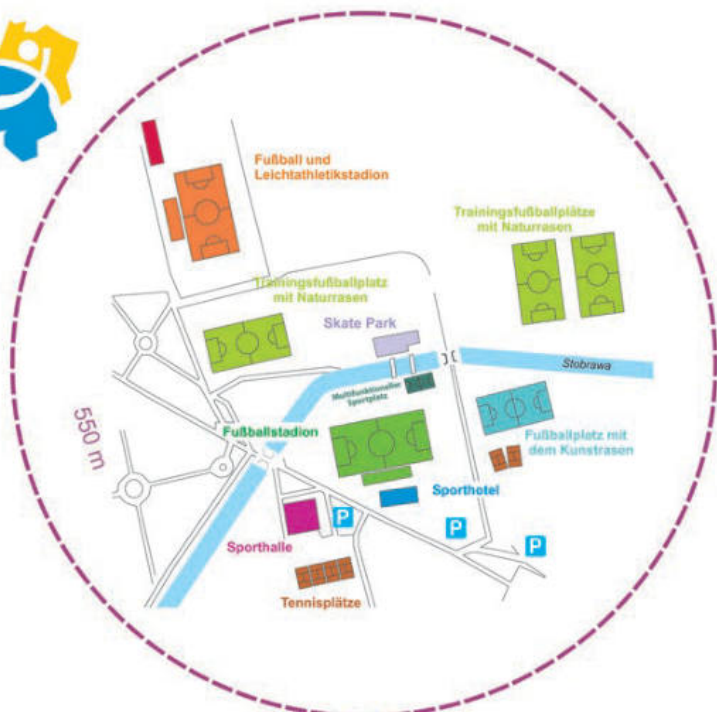 Fußball und
Leichtathletikstadion
Trainingsfußballplätze
mit Naturrasen
Trainingsfußballplatz
mit Naturrasen
Skate Park
Stobrawa
Multifunktioneller
Sportplatz
550 m
Fußballstadion
Fußballplatz mit
dem Kunstrasen
Sporthotel
P
P
P
Sporthalle
Tennisplätze